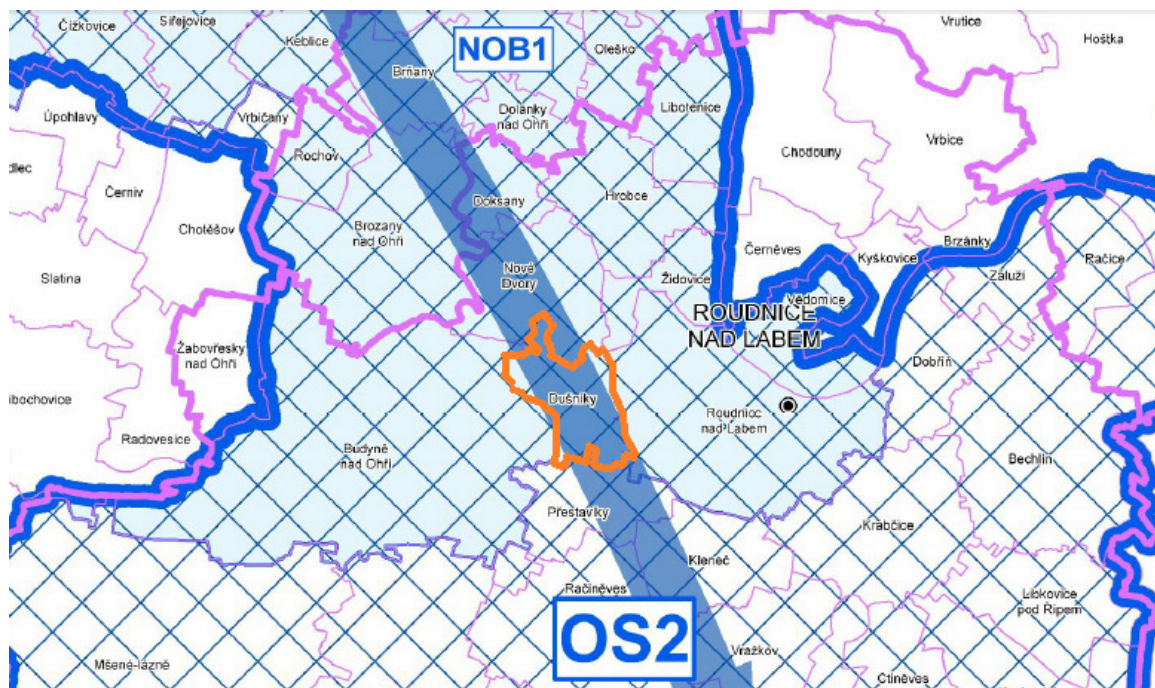 Čížkovice
Siřejovice
Keblice
NOB1
Brňany
Oleško
Vrutice
Hoštka
Úpohlavy
Vrbičany
Dolánky
nad Ohří
Libotenice
Rochov
Chodouny
Vrbice
dlec
Černiv
Doksany
Hrobce
Chotěšov
Brozany
nad Ohří
Černěves
Brzánky
Kyškovice
Račice
Slatina
Nové
Dvory
Židovice
Záluží
Vědomice
ROUDNICE
NAD LABEM
Žabovřesky
nad Ohří
Dobříň
ibochovice
Dušníky
Roudnice
nad Labem
Radovesice
Budyně
nad Ohří
Bechlín
Přestavlky
Krabčice
Kleneč
Račiněves
Libkovice
pod Řípem
OS2
Vražkov
Mšené-lázně
Ctiněves